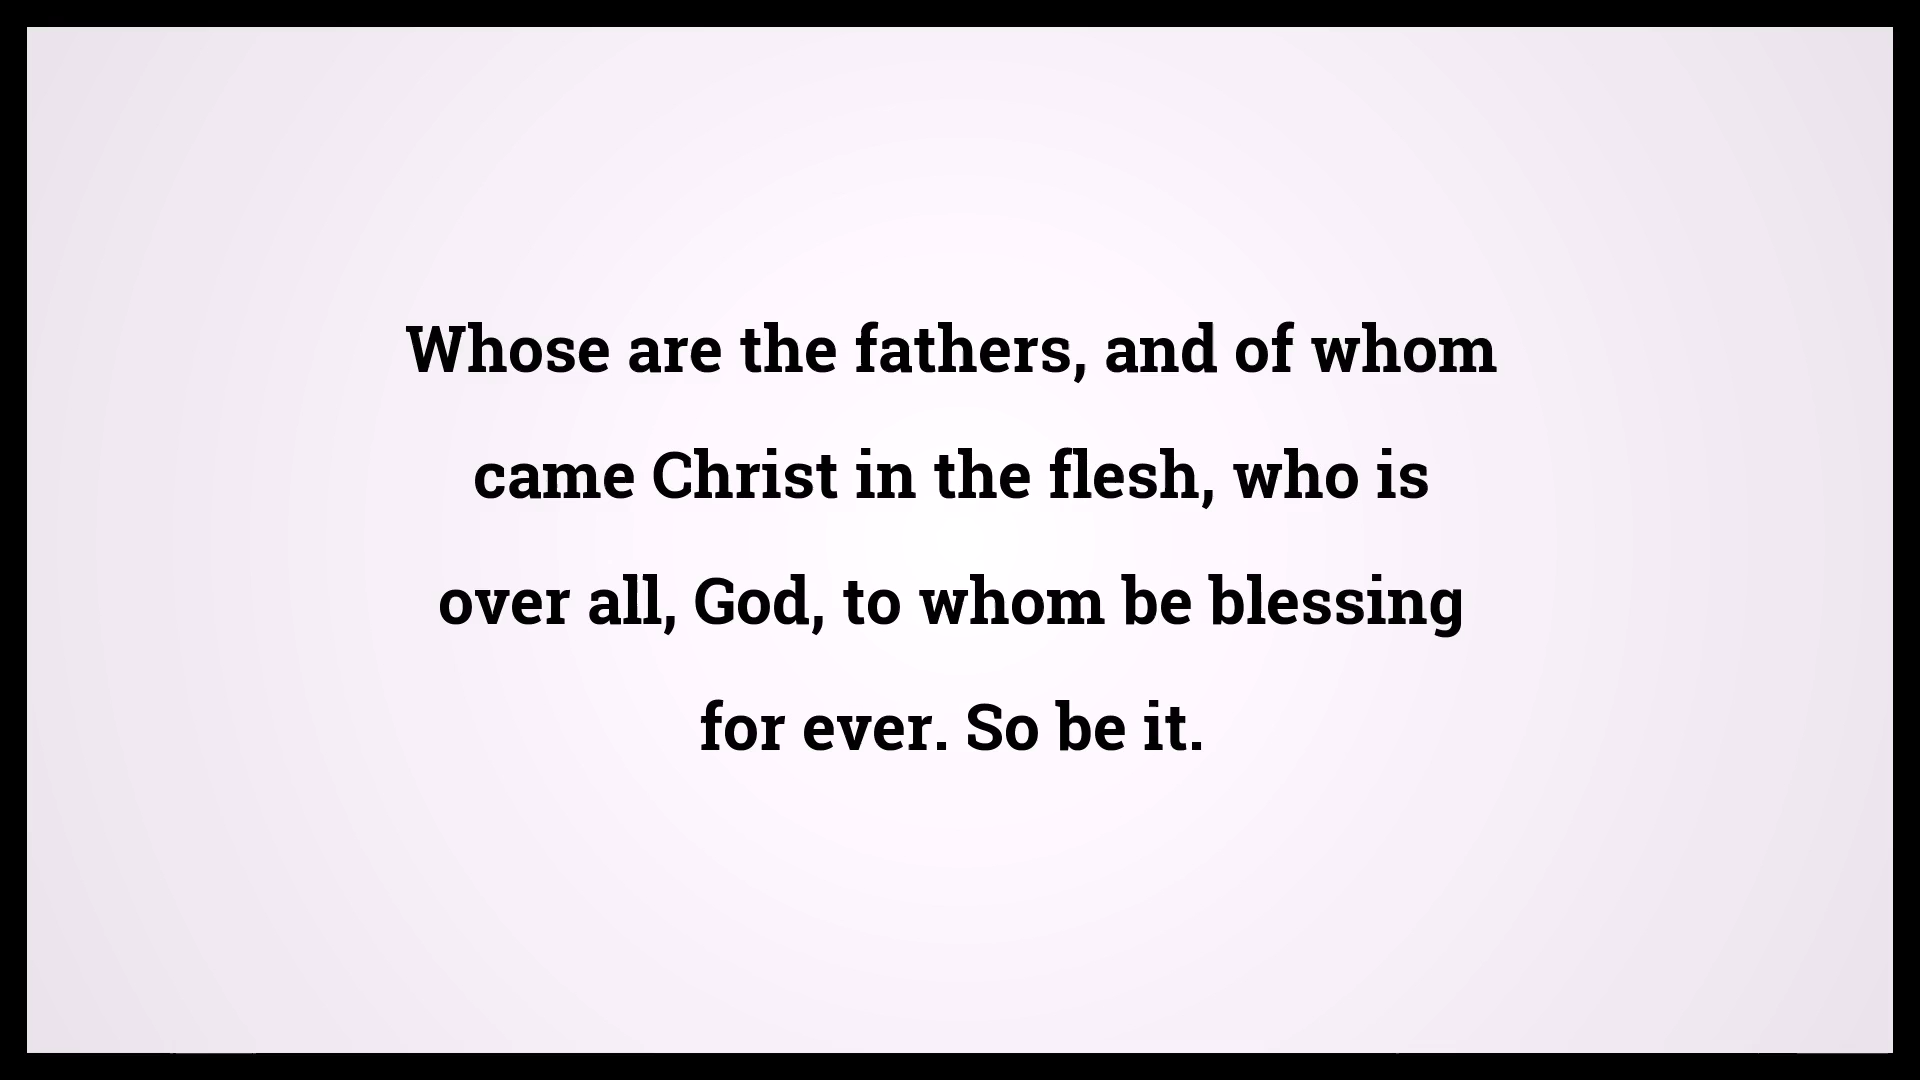 Whose are the fathers, and of whom
came Christ in the flesh, who is
over all, God, to whom be blessing
for ever. So be it.